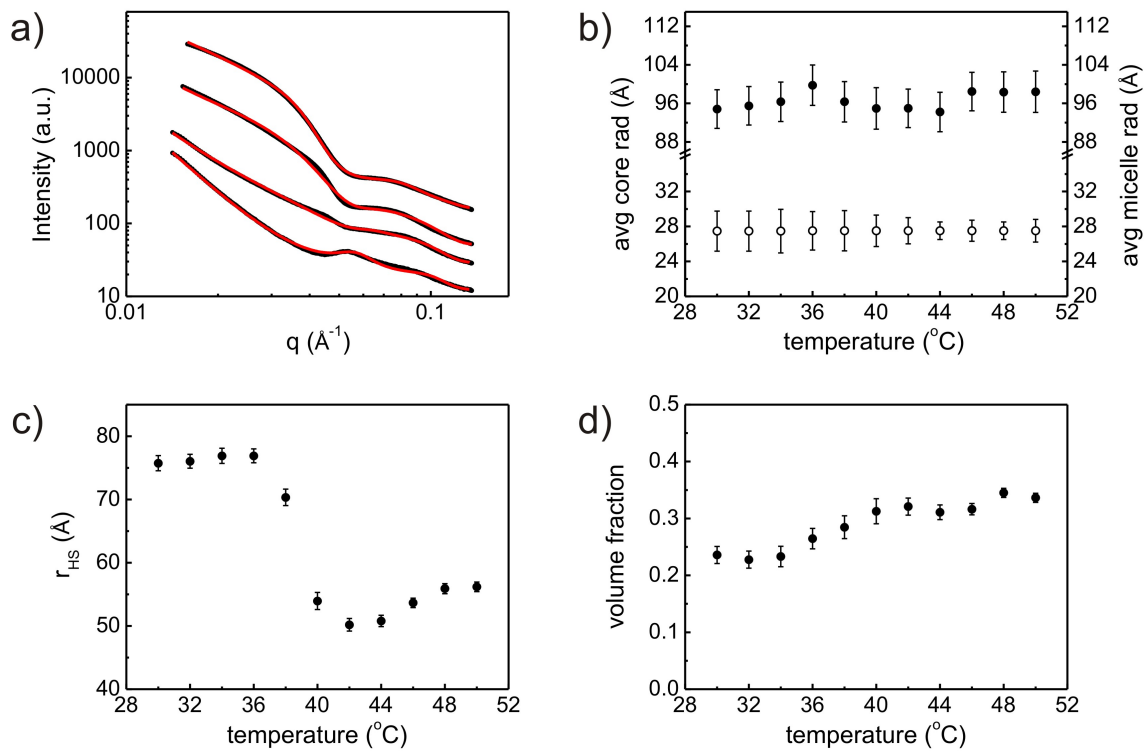 a)
10000
1000
100
10
0.01
0.1
Intensity (a.u.)
q (Å⁻¹)
b)
112
104
96
88
32
28
24
20
112
104
96
88
32
28
24
20
28 32 36 40 44 48 52
avg core rad (Å)
avg micelle rad (Å)
temperature (°C)
c)
80
70
60
50
40
28 32 36 40 44 48 52
r_HS (Å)
temperature (°C)
d)
0.5
0.4
0.3
0.2
0.1
0.0
28 32 36 40 44 48 52
volume fraction
temperature (°C)